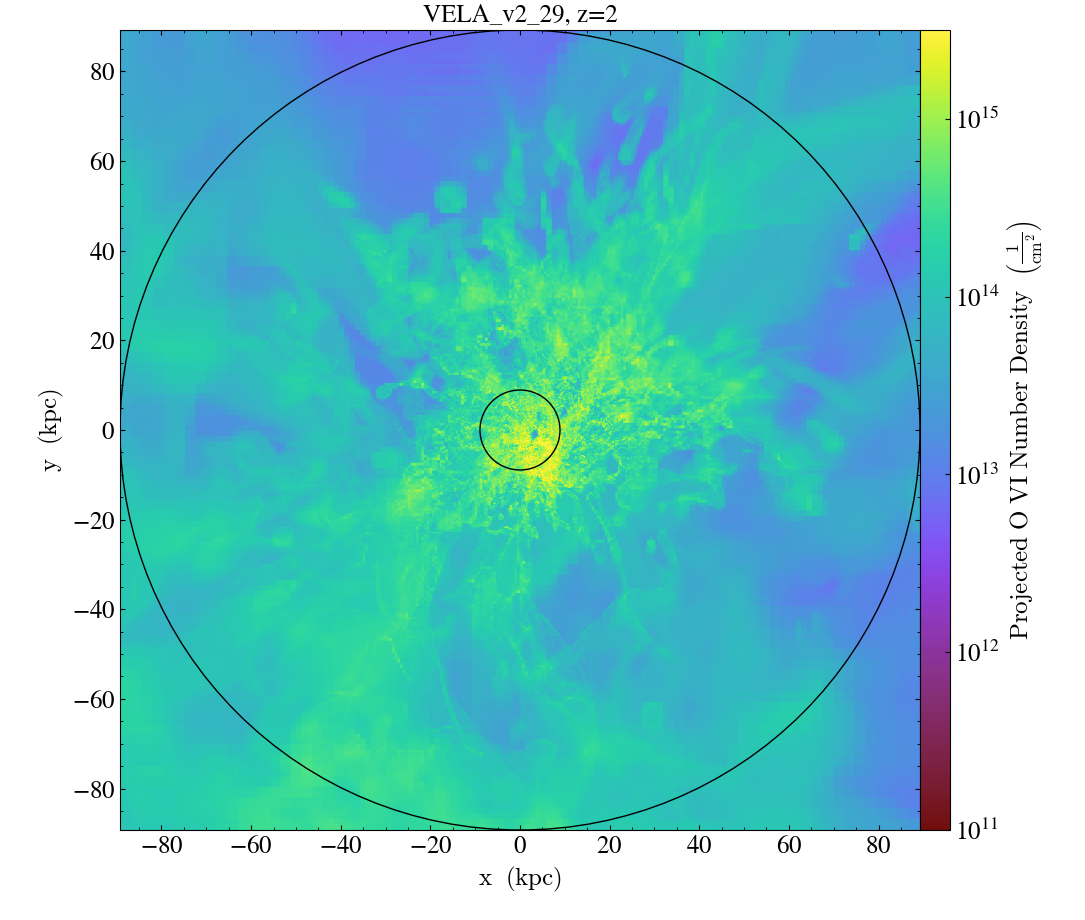 VELA_v2_29, z=2
80
60
40
20
0
−20
−40
−60
−80
y (kpc)
−80 −60 −40 −20 0 20 40 60 80
x (kpc)
10^15
10^14
10^13
10^12
10^11
Projected O VI Number Density (1/cm^2)